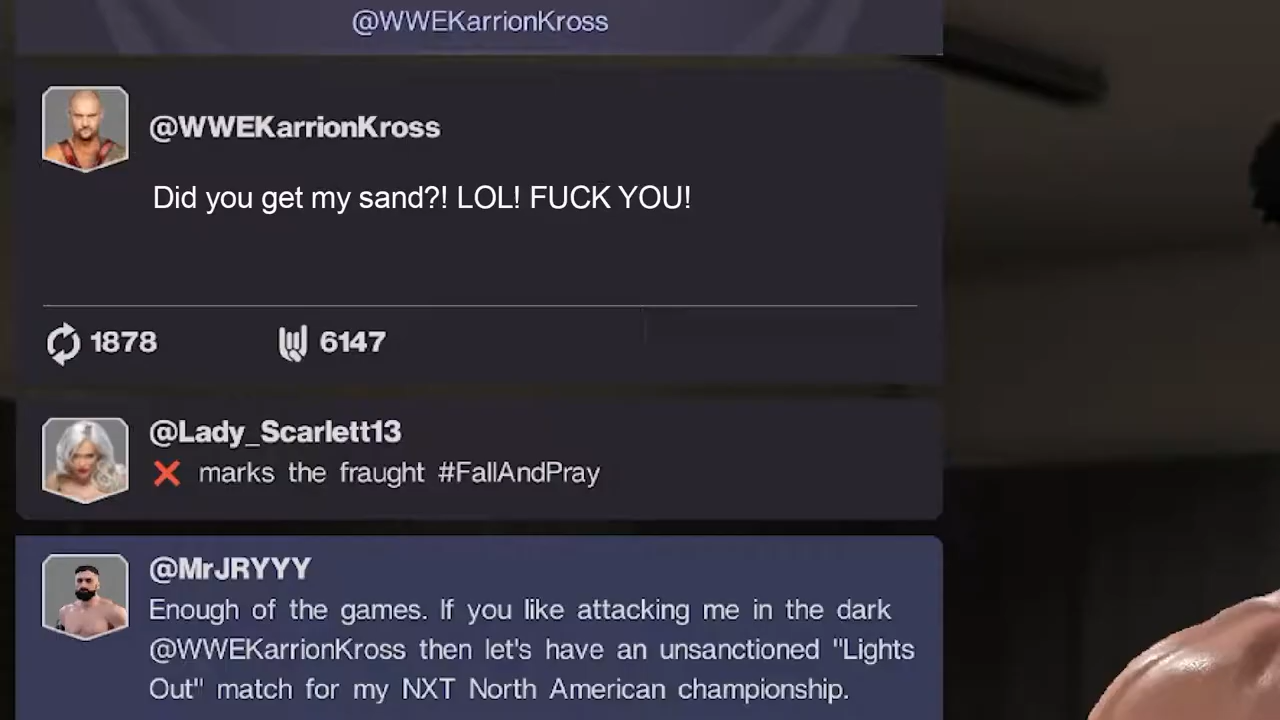 @WWEKarrionKross
@WWEKarrionKross
Did you get my sand?! LOL! FUCK YOU!
1878 6147
@Lady_Scarlett13
❌ marks the fraught #FallAndPray
@MrJRYYY
Enough of the games. If you like attacking me in the dark
@WWEKarrionKross then let's have an unsanctioned "Lights
Out" match for my NXT North American championship.